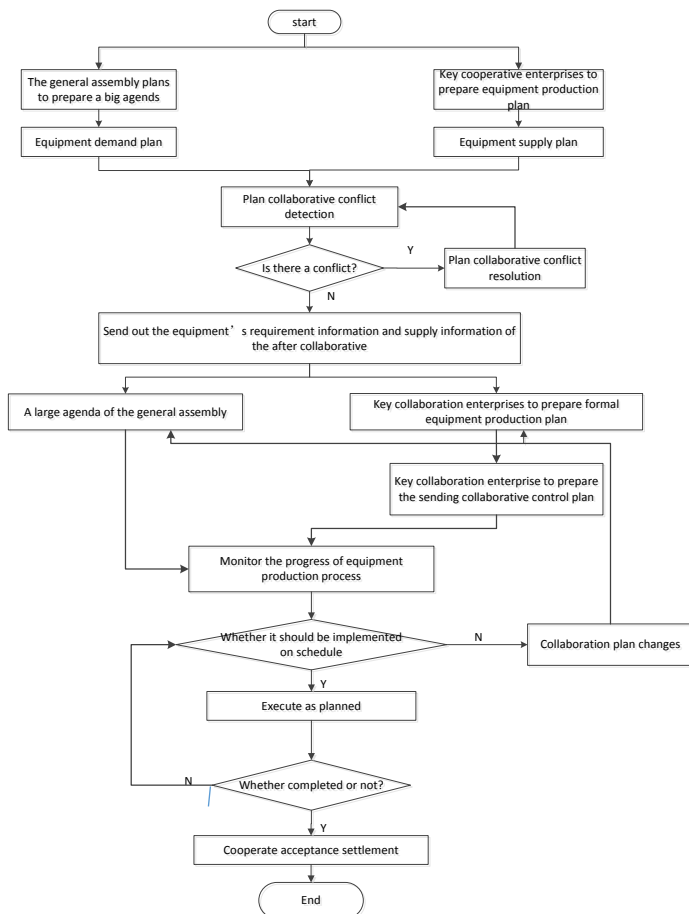 start
The general assembly plans
to prepare a big agends
Key cooperative enterprises to
prepare equipment production
plan
Equipment demand plan
Equipment supply plan
Plan collaborative conflict
detection
Is there a conflict?
Y
Plan collaborative conflict
resolution
N
Send out the equipment’s requirement information and supply information of
the after collaborative
A large agenda of the general assembly
Key collaboration enterprises to prepare formal
equipment production plan
Key collaboration enterprise to prepare
the sending collaborative control plan
Monitor the progress of equipment
production process
Whether it should be implemented
on schedule
N
Collaboration plan changes
Y
Execute as planned
N
Whether completed or not?
Y
Cooperate acceptance settlement
End